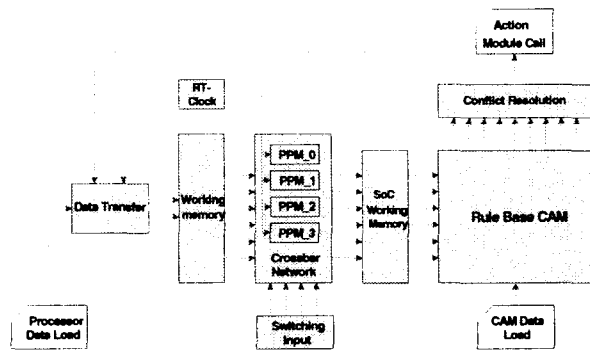 Action
Module Call
RT-
Clock
Conflict Resolution
PPM_0
PPM_1
PPM_2
PPM_3
Crossbar
Network
Data Transfer
Working
memory
SoC
Working
Memory
Rule Base CAM
Processor
Data Load
Switching
Input
CAM Data
Load